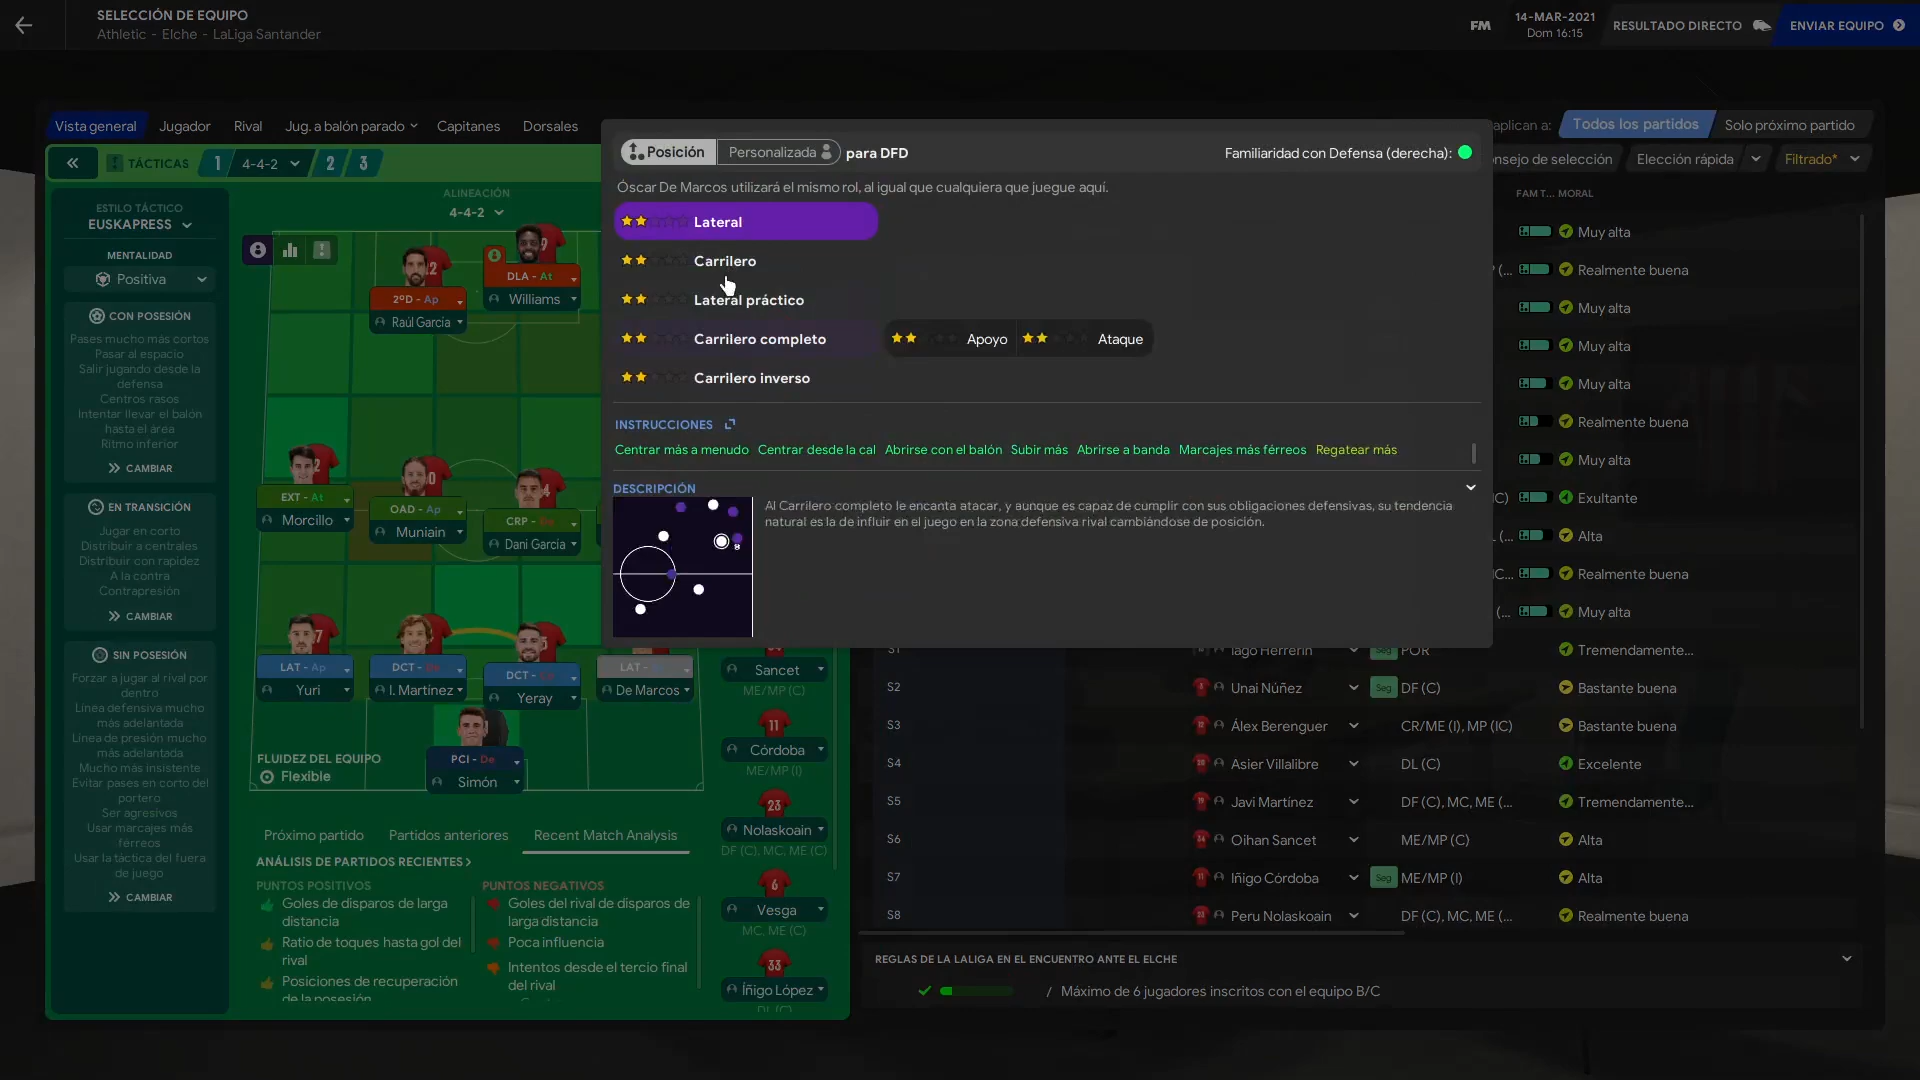 SELECCIÓN DE EQUIPO
Athletic - Elche - LaLiga Santander
FM
14-MAR-2021
Dom 16:15
RESULTADO DIRECTO
ENVIAR EQUIPO
Vista general
Jugador
Rival
Jug. a balón parado
Capitanes
Dorsales
aplican a:
Todos los partidos
Solo próximo partido
TÁCTICAS
1
4-4-2
2
3
Posición
Personalizada
para DFD
Familiaridad con Defensa (derecha):
nsejo de selección
Elección rápida
Filtrado*
Óscar De Marcos utilizará el mismo rol, al igual que cualquiera que juegue aquí.
Lateral
Carrilero
Lateral práctico
Carrilero completo
Apoyo
Ataque
Carrilero inverso
INSTRUCCIONES
Centrar más a menudo
Centrar desde la cal
Abrirse con el balón
Subir más
Abrirse a banda
Marcajes más férreos
Regatear más
DESCRIPCIÓN
Al Carrilero completo le encanta atacar, y aunque es capaz de cumplir con sus obligaciones defensivas, su tendencia
natural es la de influir en el juego en la zona defensiva rival cambiándose de posición.
ESTILO TÁCTICO
EUSKAPRESS
MENTALIDAD
Positiva
CON POSESIÓN
Pases mucho más cortos
Pasar al espacio
Salir jugando desde la
defensa
Centros rasos
Intentar llevar el balón
hasta el área
Ritmo inferior
CAMBIAR
EN TRANSICIÓN
Jugar en corto
Distribuir a centrales
Distribuir con rapidez
A la contra
Contrapresión
CAMBIAR
SIN POSESIÓN
Forzar a jugar al rival por
dentro
Línea defensiva mucho
más adelantada
Línea de presión mucho
más adelantada
Mucho más insistente
Evitar pases en corto del
portero
Ser agresivos
Usar marcajes más
férreos
Usar la táctica del fuera
de juego
CAMBIAR
ALINEACIÓN
4-4-2
2ºD - Ap
Raúl García
DLA - At
Williams
EXT - At
Morcillo
OAD - Ap
Muniain
CRP - De
Dani García
LAT - Ap
Yuri
DCT - De
I. Martínez
DCT
Yeray
LAT
De Marcos
PCI - De
Simón
FLUIDEZ DEL EQUIPO
Flexible
Próximo partido
Partidos anteriores
Recent Match Analysis
ANÁLISIS DE PARTIDOS RECIENTES >
PUNTOS POSITIVOS
Goles de disparos de larga
distancia
Ratio de toques hasta gol del
rival
Posiciones de recuperación
de la posesión
PUNTOS NEGATIVOS
Goles del rival de disparos de
larga distancia
Poca influencia
Intentos desde el tercio final
del rival
Sancet
ME/MP (C)
11
Córdoba
ME/MP (I)
23
Nolaskoain
DF (C), MC, ME (C)
6
Vesga
MC, ME (C)
33
Íñigo López
DL (C)
FAM T... MORAL
Muy alta
Realmente buena
Muy alta
Muy alta
Muy alta
Realmente buena
Muy alta
Exultante
Alta
Realmente buena
Muy alta
S1
Iago Herrerín
Seg
POR
Tremendamente...
S2
Unai Núñez
Seg
DF (C)
Bastante buena
S3
Álex Berenguer
CR/ME (I), MP (IC)
Bastante buena
S4
Asier Villalibre
DL (C)
Excelente
S5
Javi Martínez
DF (C), MC, ME (...
Tremendamente...
S6
Oihan Sancet
ME/MP (C)
Alta
S7
Iñigo Córdoba
Seg
ME/MP (I)
Alta
S8
Peru Nolaskoain
DF (C), MC, ME (...
Realmente buena
REGLAS DE LA LALIGA EN EL ENCUENTRO ANTE EL ELCHE
/ Máximo de 6 jugadores inscritos con el equipo B/C